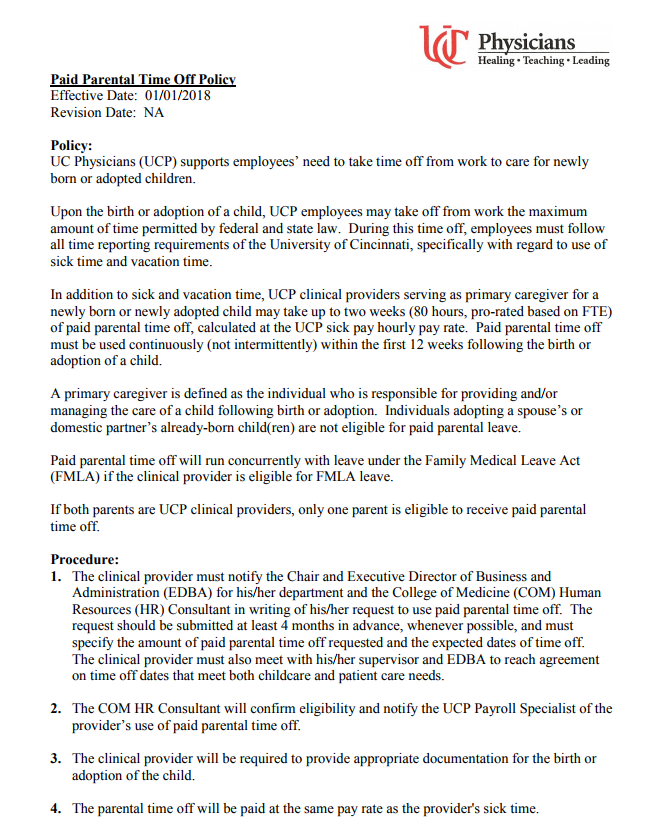 UC Physicians
Healing • Teaching • Leading
Paid Parental Time Off Policy
Effective Date:  01/01/2018
Revision Date:  NA
Policy:
UC Physicians (UCP) supports employees’ need to take time off from work to care for newly
born or adopted children.
Upon the birth or adoption of a child, UCP employees may take off from work the maximum
amount of time permitted by federal and state law.  During this time off, employees must follow
all time reporting requirements of the University of Cincinnati, specifically with regard to use of
sick time and vacation time.
In addition to sick and vacation time, UCP clinical providers serving as primary caregiver for a
newly born or newly adopted child may take up to two weeks (80 hours, pro-rated based on FTE)
of paid parental time off, calculated at the UCP sick pay hourly pay rate.  Paid parental time off
must be used continuously (not intermittently) within the first 12 weeks following the birth or
adoption of a child.
A primary caregiver is defined as the individual who is responsible for providing and/or
managing the care of a child following birth or adoption.  Individuals adopting a spouse’s or
domestic partner’s already-born child(ren) are not eligible for paid parental leave.
Paid parental time off will run concurrently with leave under the Family Medical Leave Act
(FMLA) if the clinical provider is eligible for FMLA leave.
If both parents are UCP clinical providers, only one parent is eligible to receive paid parental
time off.
Procedure:
1.  The clinical provider must notify the Chair and Executive Director of Business and
Administration (EDBA) for his/her department and the College of Medicine (COM) Human
Resources (HR) Consultant in writing of his/her request to use paid parental time off.  The
request should be submitted at least 4 months in advance, whenever possible, and must
specify the amount of paid parental time off requested and the expected dates of time off.
The clinical provider must also meet with his/her supervisor and EDBA to reach agreement
on time off dates that meet both childcare and patient care needs.
2.  The COM HR Consultant will confirm eligibility and notify the UCP Payroll Specialist of the
provider’s use of paid parental time off.
3.  The clinical provider will be required to provide appropriate documentation for the birth or
adoption of the child.
4.  The parental time off will be paid at the same pay rate as the provider's sick time.